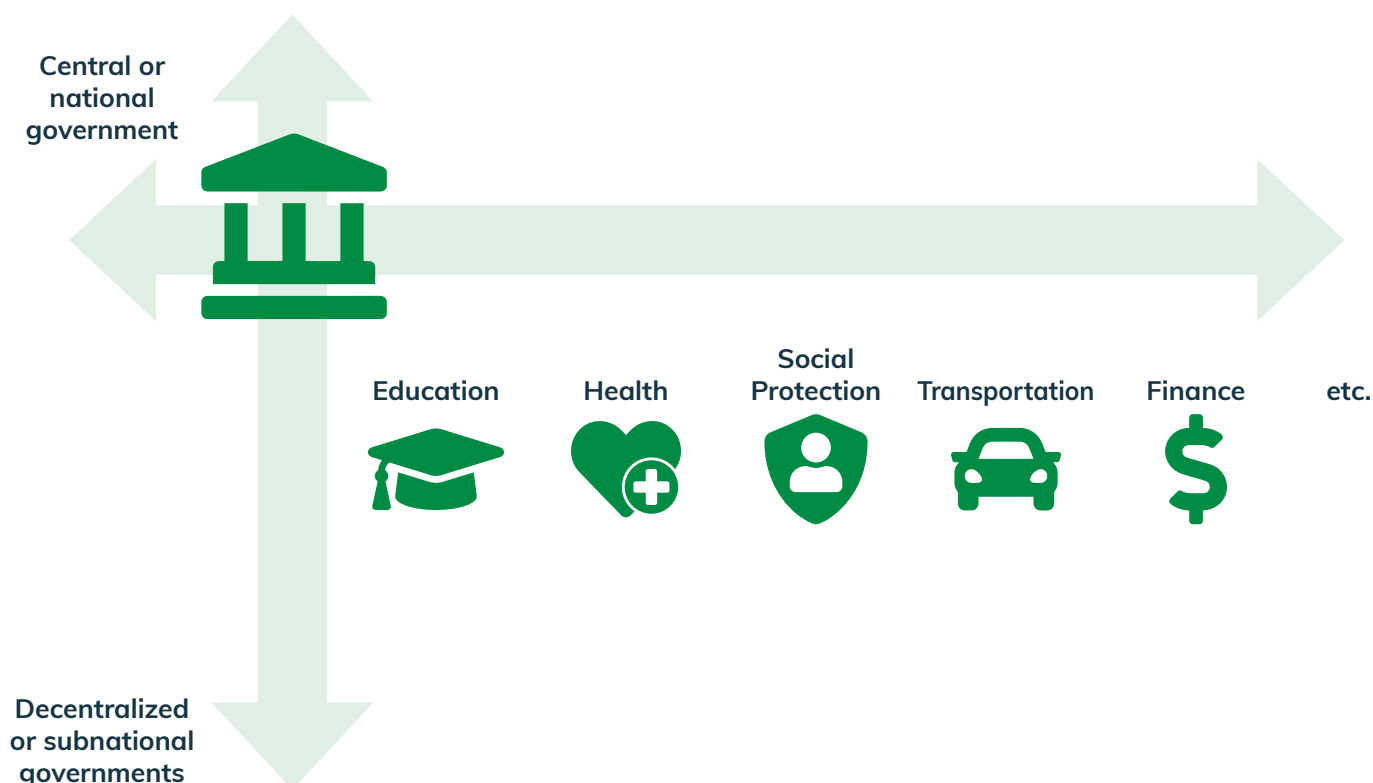 Central or
national
government
Social
Education Health Protection Transportation Finance etc.
Decentralized
or subnational
governments